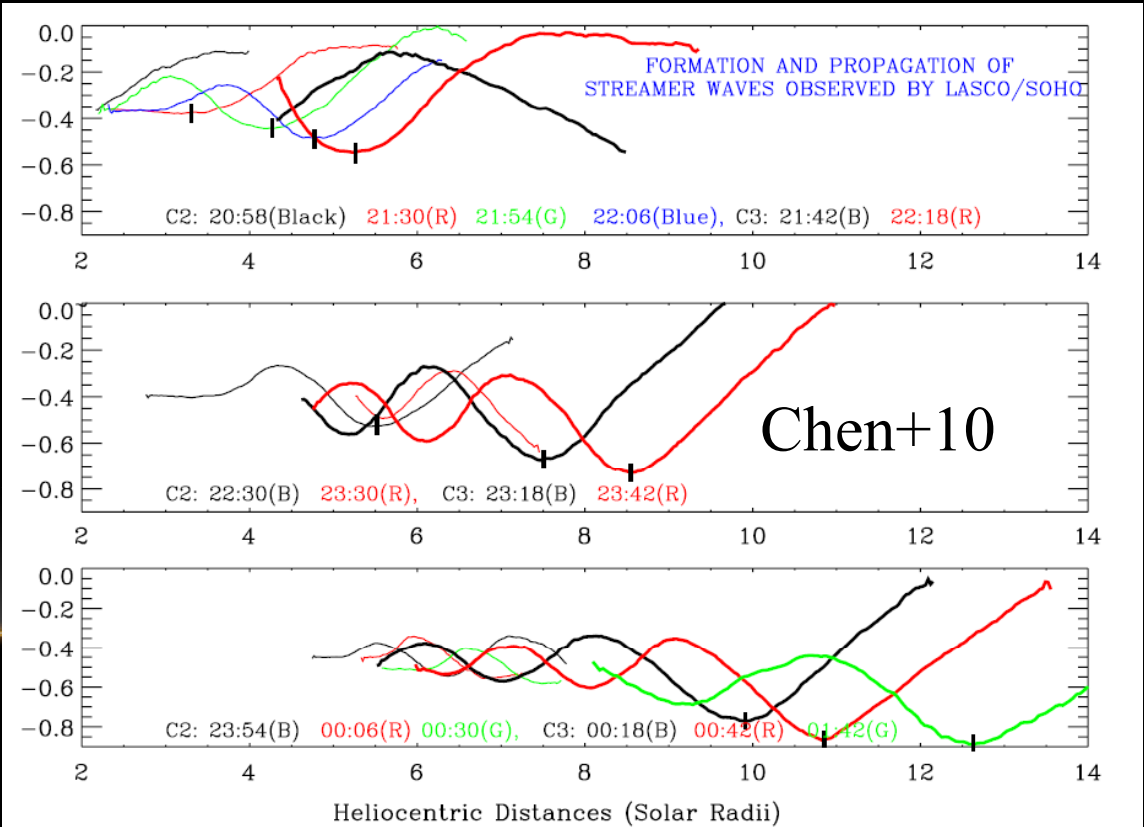 0.0
FORMATION AND PROPAGATION OF
−0.2
STREAMER WAVES OBSERVED BY LASCO/SOHO
−0.4
−0.6
−0.8
C2: 20:58(Black) 21:30(R) 21:54(G) 22:06(Blue), C3: 21:42(B) 22:18(R)
2 4 6 8 10 12 14
0.0
−0.2
−0.4
Chen+10
−0.6
−0.8
C2: 22:30(B) 23:30(R), C3: 23:18(B) 23:42(R)
2 4 6 8 10 12 14
0.0
−0.2
−0.4
−0.6
−0.8
C2: 23:54(B) 00:06(R) 00:30(G), C3: 00:18(B) 00:42(R) 01:42(G)
2 4 6 8 10 12 14
Heliocentric Distances (Solar Radii)